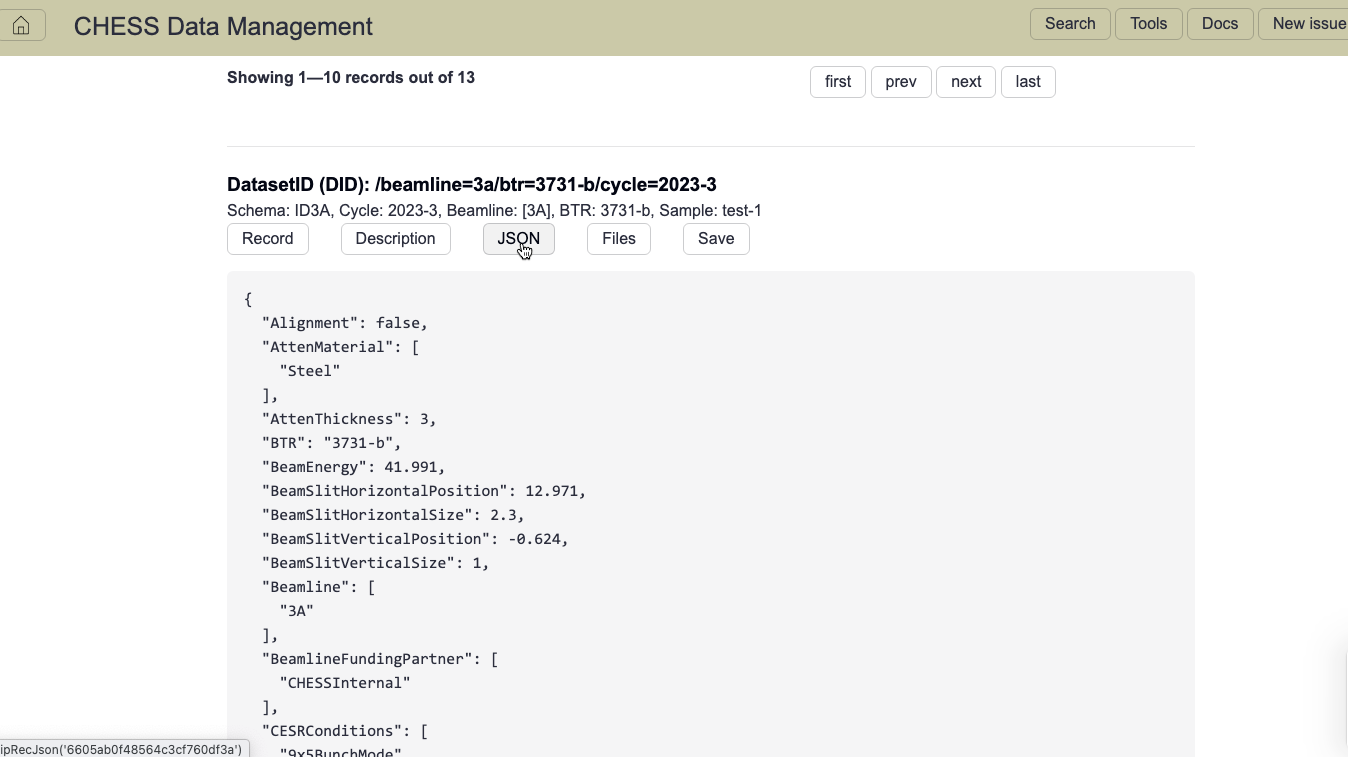 CHESS Data Management
Search Tools Docs New issue
Showing 1—10 records out of 13
first prev next last
DatasetID (DID): /beamline=3a/btr=3731-b/cycle=2023-3
Schema: ID3A, Cycle: 2023-3, Beamline: [3A], BTR: 3731-b, Sample: test-1
Record Description JSON Files Save
{
"Alignment": false,
"AttenMaterial": [
"Steel"
],
"AttenThickness": 3,
"BTR": "3731-b",
"BeamEnergy": 41.991,
"BeamSlitHorizontalPosition": 12.971,
"BeamSlitHorizontalSize": 2.3,
"BeamSlitVerticalPosition": -0.624,
"BeamSlitVerticalSize": 1,
"Beamline": [
"3A"
],
"BeamlineFundingPartner": [
"CHESSInternal"
],
"CESRConditions": [
"9x5BunchMode"
ipRecJson('6605ab0f48564c3cf760df3a')